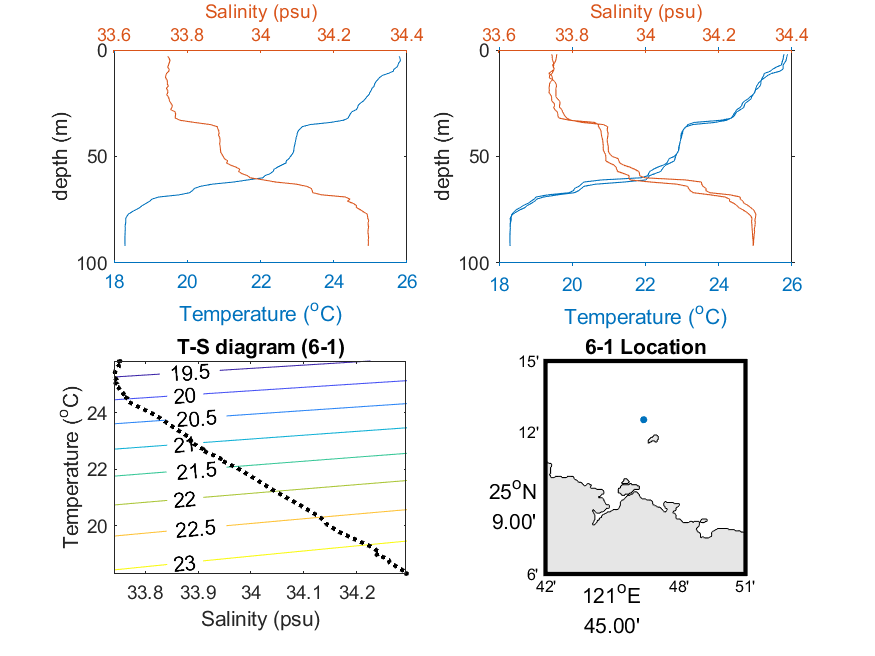 Salinity (psu)
33.6 33.8 34 34.2 34.4
0
50
100
depth (m)
18 20 22 24 26
Temperature (°C)
Salinity (psu)
33.6 33.8 34 34.2 34.4
0
50
100
depth (m)
18 20 22 24 26
Temperature (°C)
T-S diagram (6-1)
24
22
20
Temperature (°C)
19.5
20
20.5
21
21.5
22
22.5
23
33.8 33.9 34 34.1 34.2
Salinity (psu)
6-1 Location
15'
12'
25°N
9.00'
6'
42' 48' 51'
121°E
45.00'